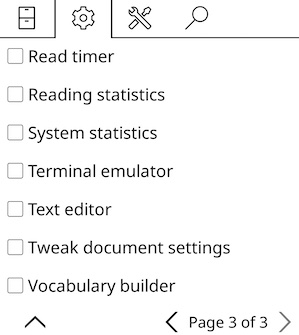 Read timer
Reading statistics
System statistics
Terminal emulator
Text editor
Tweak document settings
Vocabulary builder
Page 3 of 3